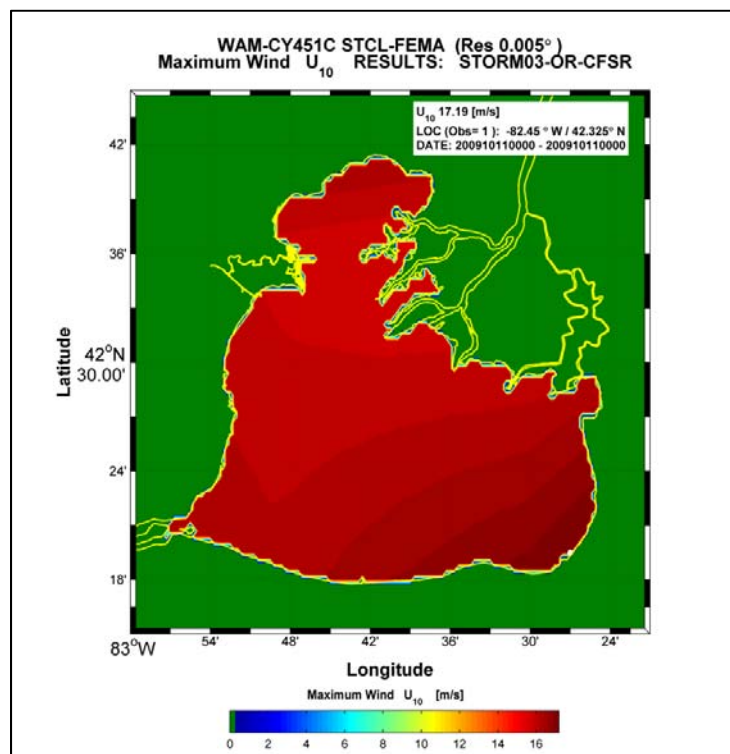 WAM-CY451C STCL-FEMA (Res 0.005° )
Maximum Wind U10 RESULTS: STORM03-OR-CFSR
U10 17.19 [m/s]
LOC (Obs= 1 ): -82.45 ° W / 42.325° N
DATE: 200910110000 - 200910110000
42'
36'
42°N
30.00'
24'
18'
Latitude
83°W
54'
48'
42'
36'
30'
24'
Longitude
Maximum Wind U10 [m/s]
0 2 4 6 8 10 12 14 16